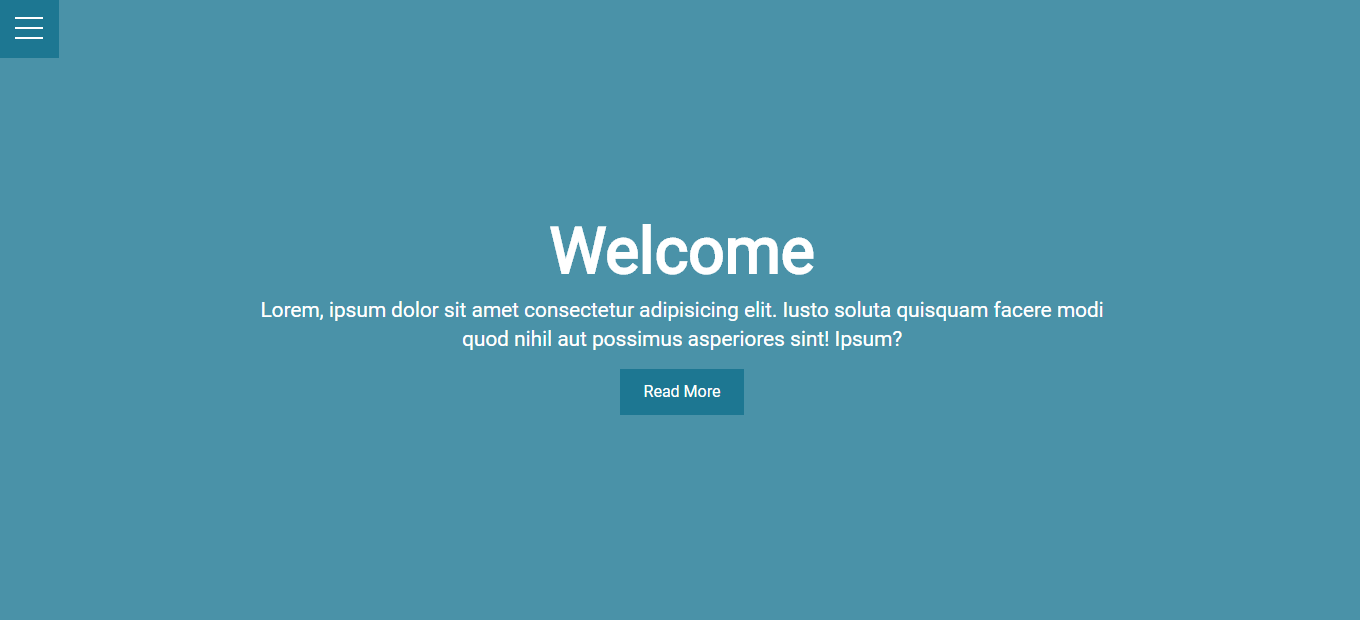 Welcome
Lorem, ipsum dolor sit amet consectetur adipisicing elit. Iusto soluta quisquam facere modi
quod nihil aut possimus asperiores sint! Ipsum?
Read More